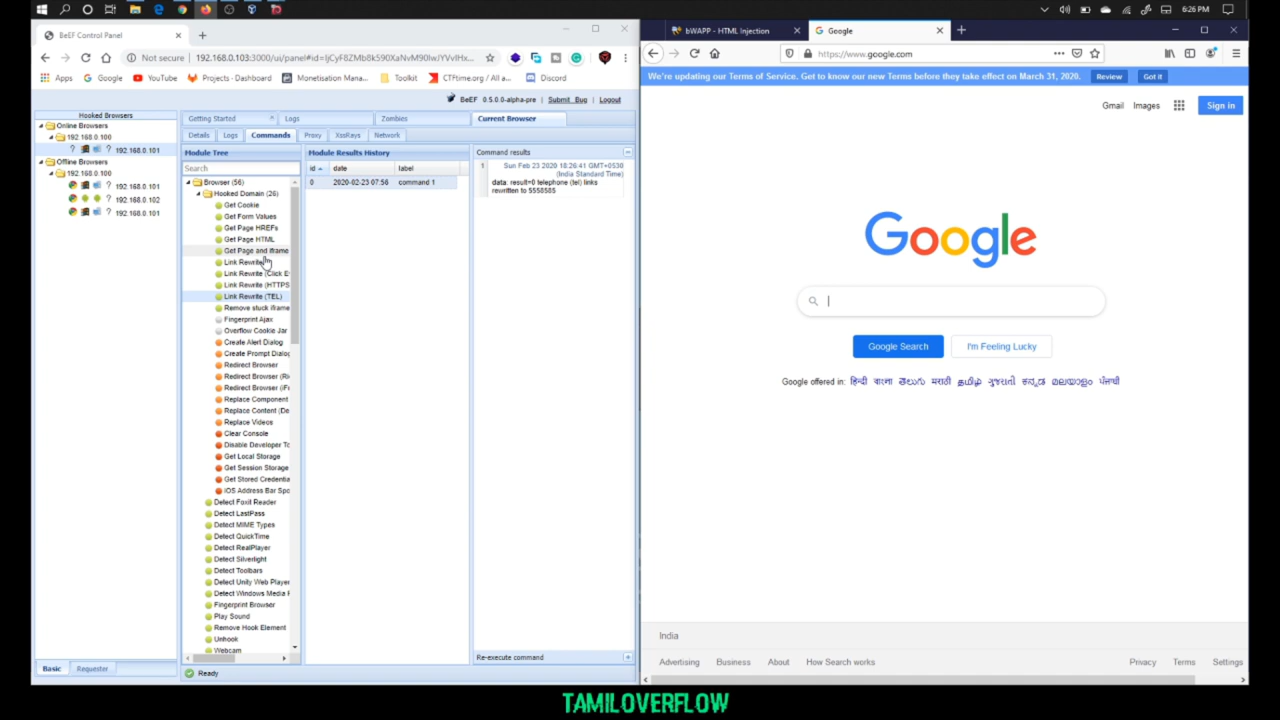 6:26 PM
BeEF Control Panel
Not secure
192.168.0.103:3000/ui/panel#id=
Apps
Google
YouTube
Projects - Dashboard
Monetisation Mana...
Toolkit
CTFtime.org / All a...
Discord
BeEF 0.5.0.0-alpha-pre | Submit Bug | Logout
Hooked Browsers
Online Browsers
192.168.0.100
? ? 192.168.0.101
Offline Browsers
192.168.0.100
? 192.168.0.101
? 192.168.0.102
? 192.168.0.101
Basic
Requester
Getting Started
Logs
Zombies
Current Browser
Details
Logs
Commands
Proxy
XssRays
Network
Module Tree
Search
Browser (56)
Hooked Domain (26)
Get Cookie
Get Form Values
Get Page HREFs
Get Page HTML
Get Page and iframe
Link Rewrite
Link Rewrite (Click E
Link Rewrite (HTTPS
Link Rewrite (TEL)
Remove stuck iframe
Fingerprint Ajax
Overflow Cookie Jar
Create Alert Dialog
Create Prompt Dialog
Redirect Browser
Redirect Browser (Ri
Redirect Browser (iFr
Replace Component
Replace Content (De
Replace Videos
Clear Console
Disable Developer To
Get Local Storage
Get Session Storage
Get Stored Credentia
iOS Address Bar Spo
Detect Foxit Reader
Detect LastPass
Detect MIME Types
Detect QuickTime
Detect RealPlayer
Detect Silverlight
Detect Toolbars
Detect Unity Web Player
Detect Windows Media P
Fingerprint Browser
Play Sound
Remove Hook Element
Unhook
Webcam
Ready
Module Results History
id
date
label
0
2020-02-23 07:56
command 1
Command results
1
Sun Feb 23 2020 18:26:41 GMT+0530
(India Standard Time)
data: result=0 telephone (tel) links
rewritten to 5558585
Re-execute command
bWAPP - HTML Injection
Google
https://www.google.com
We're updating our Terms of Service. Get to know our new Terms before they take effect on March 31, 2020.
Review
Got it
Gmail
Images
Sign in
Google
Google Search
I'm Feeling Lucky
Google offered in: हिन्दी বাংলা తెలుగు मराठी தமிழ் ગુજરાતી ಕನ್ನಡ മലയാളം ਪੰਜਾਬੀ
India
Advertising
Business
About
How Search works
Privacy
Terms
Settings
TAMILOVERFLOW